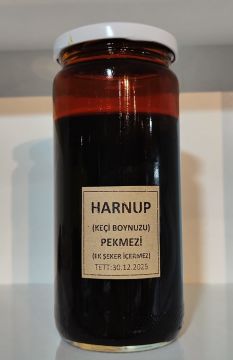 HARNUP
(KEÇİ BOYNUZU)
PEKMEZİ
(EK ŞEKER İÇERMEZ)
TETT:30.12.2025